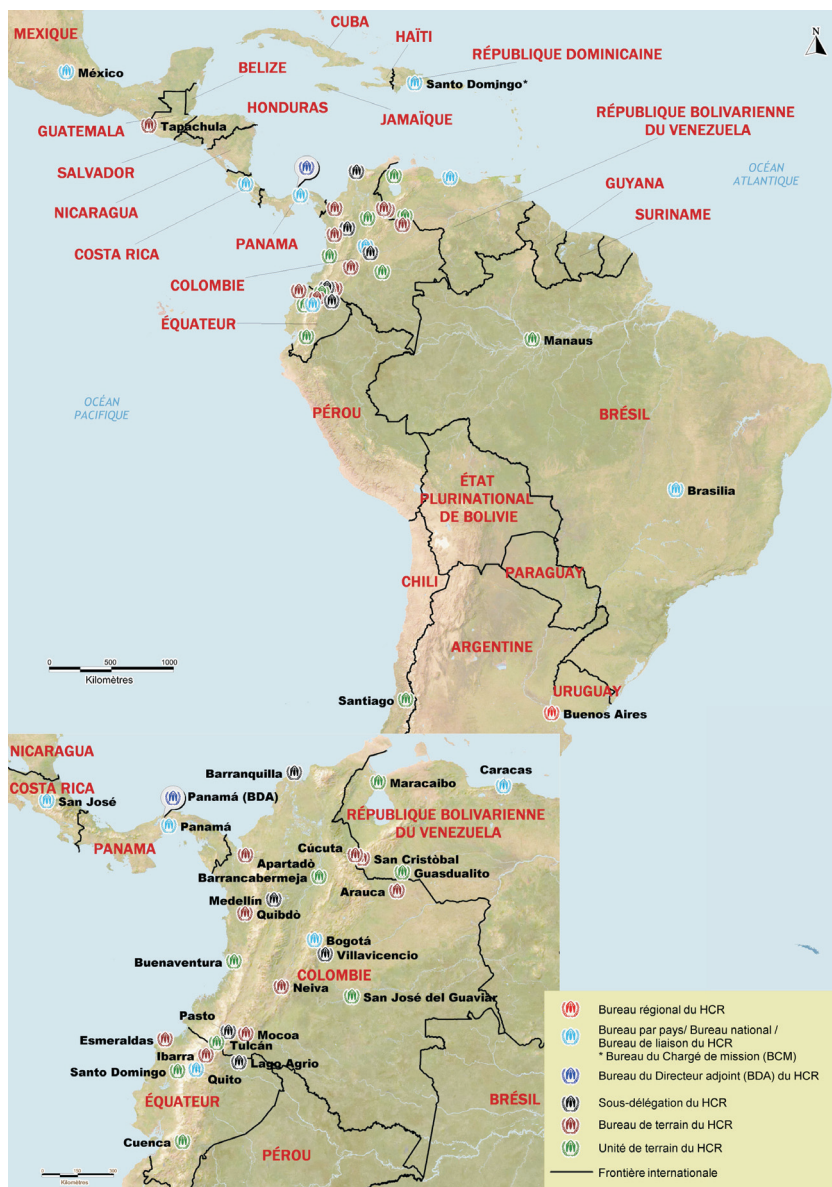 MEXIQUE
CUBA
HAÏTI
RÉPUBLIQUE DOMINICAINE
N
México
BELIZE
Santo Domingo*
HONDURAS
JAMAÏQUE
RÉPUBLIQUE BOLIVARIENNE
DU VENEZUELA
GUATEMALA
Tapachula
SALVADOR
OCÉAN
ATLANTIQUE
GUYANA
NICARAGUA
SURINAME
COSTA RICA
PANAMA
COLOMBIE
ÉQUATEUR
Manaus
OCÉAN
PACIFIQUE
PÉROU
BRÉSIL
ÉTAT
PLURINATIONAL
DE BOLIVIE
Brasilia
CHILI
PARAGUAY
ARGENTINE
0 500 1000
Kilomètres
Santiago
URUGUAY
Buenos Aires
NICARAGUA
COSTA RICA
San José
Barranquilla
Maracaibo
Caracas
Panamá (BDA)
Panamá
PANAMA
RÉPUBLIQUE BOLIVARIENNE
DU VENEZUELA
Cúcuta
San Cristòbal
Apartadò
Guasdualito
Barrancabermeja
Arauca
Medellín
Quibdò
Bogotá
Villavicencio
Buenaventura
COLOMBIE
Neiva
San José del Guaviar
Pasto
Esmeraldas
Mocoa
Tulcán
Ibarra
Lago Agrio
Santo Domingo
Quito
ÉQUATEUR
BRÉSIL
Cuenca
PÉROU
0 150 300
Kilomètres
Bureau régional du HCR
Bureau par pays/ Bureau national /
Bureau de liaison du HCR
* Bureau du Chargé de mission (BCM)
Bureau du Directeur adjoint (BDA) du HCR
Sous-délégation du HCR
Bureau de terrain du HCR
Unité de terrain du HCR
Frontière internationale